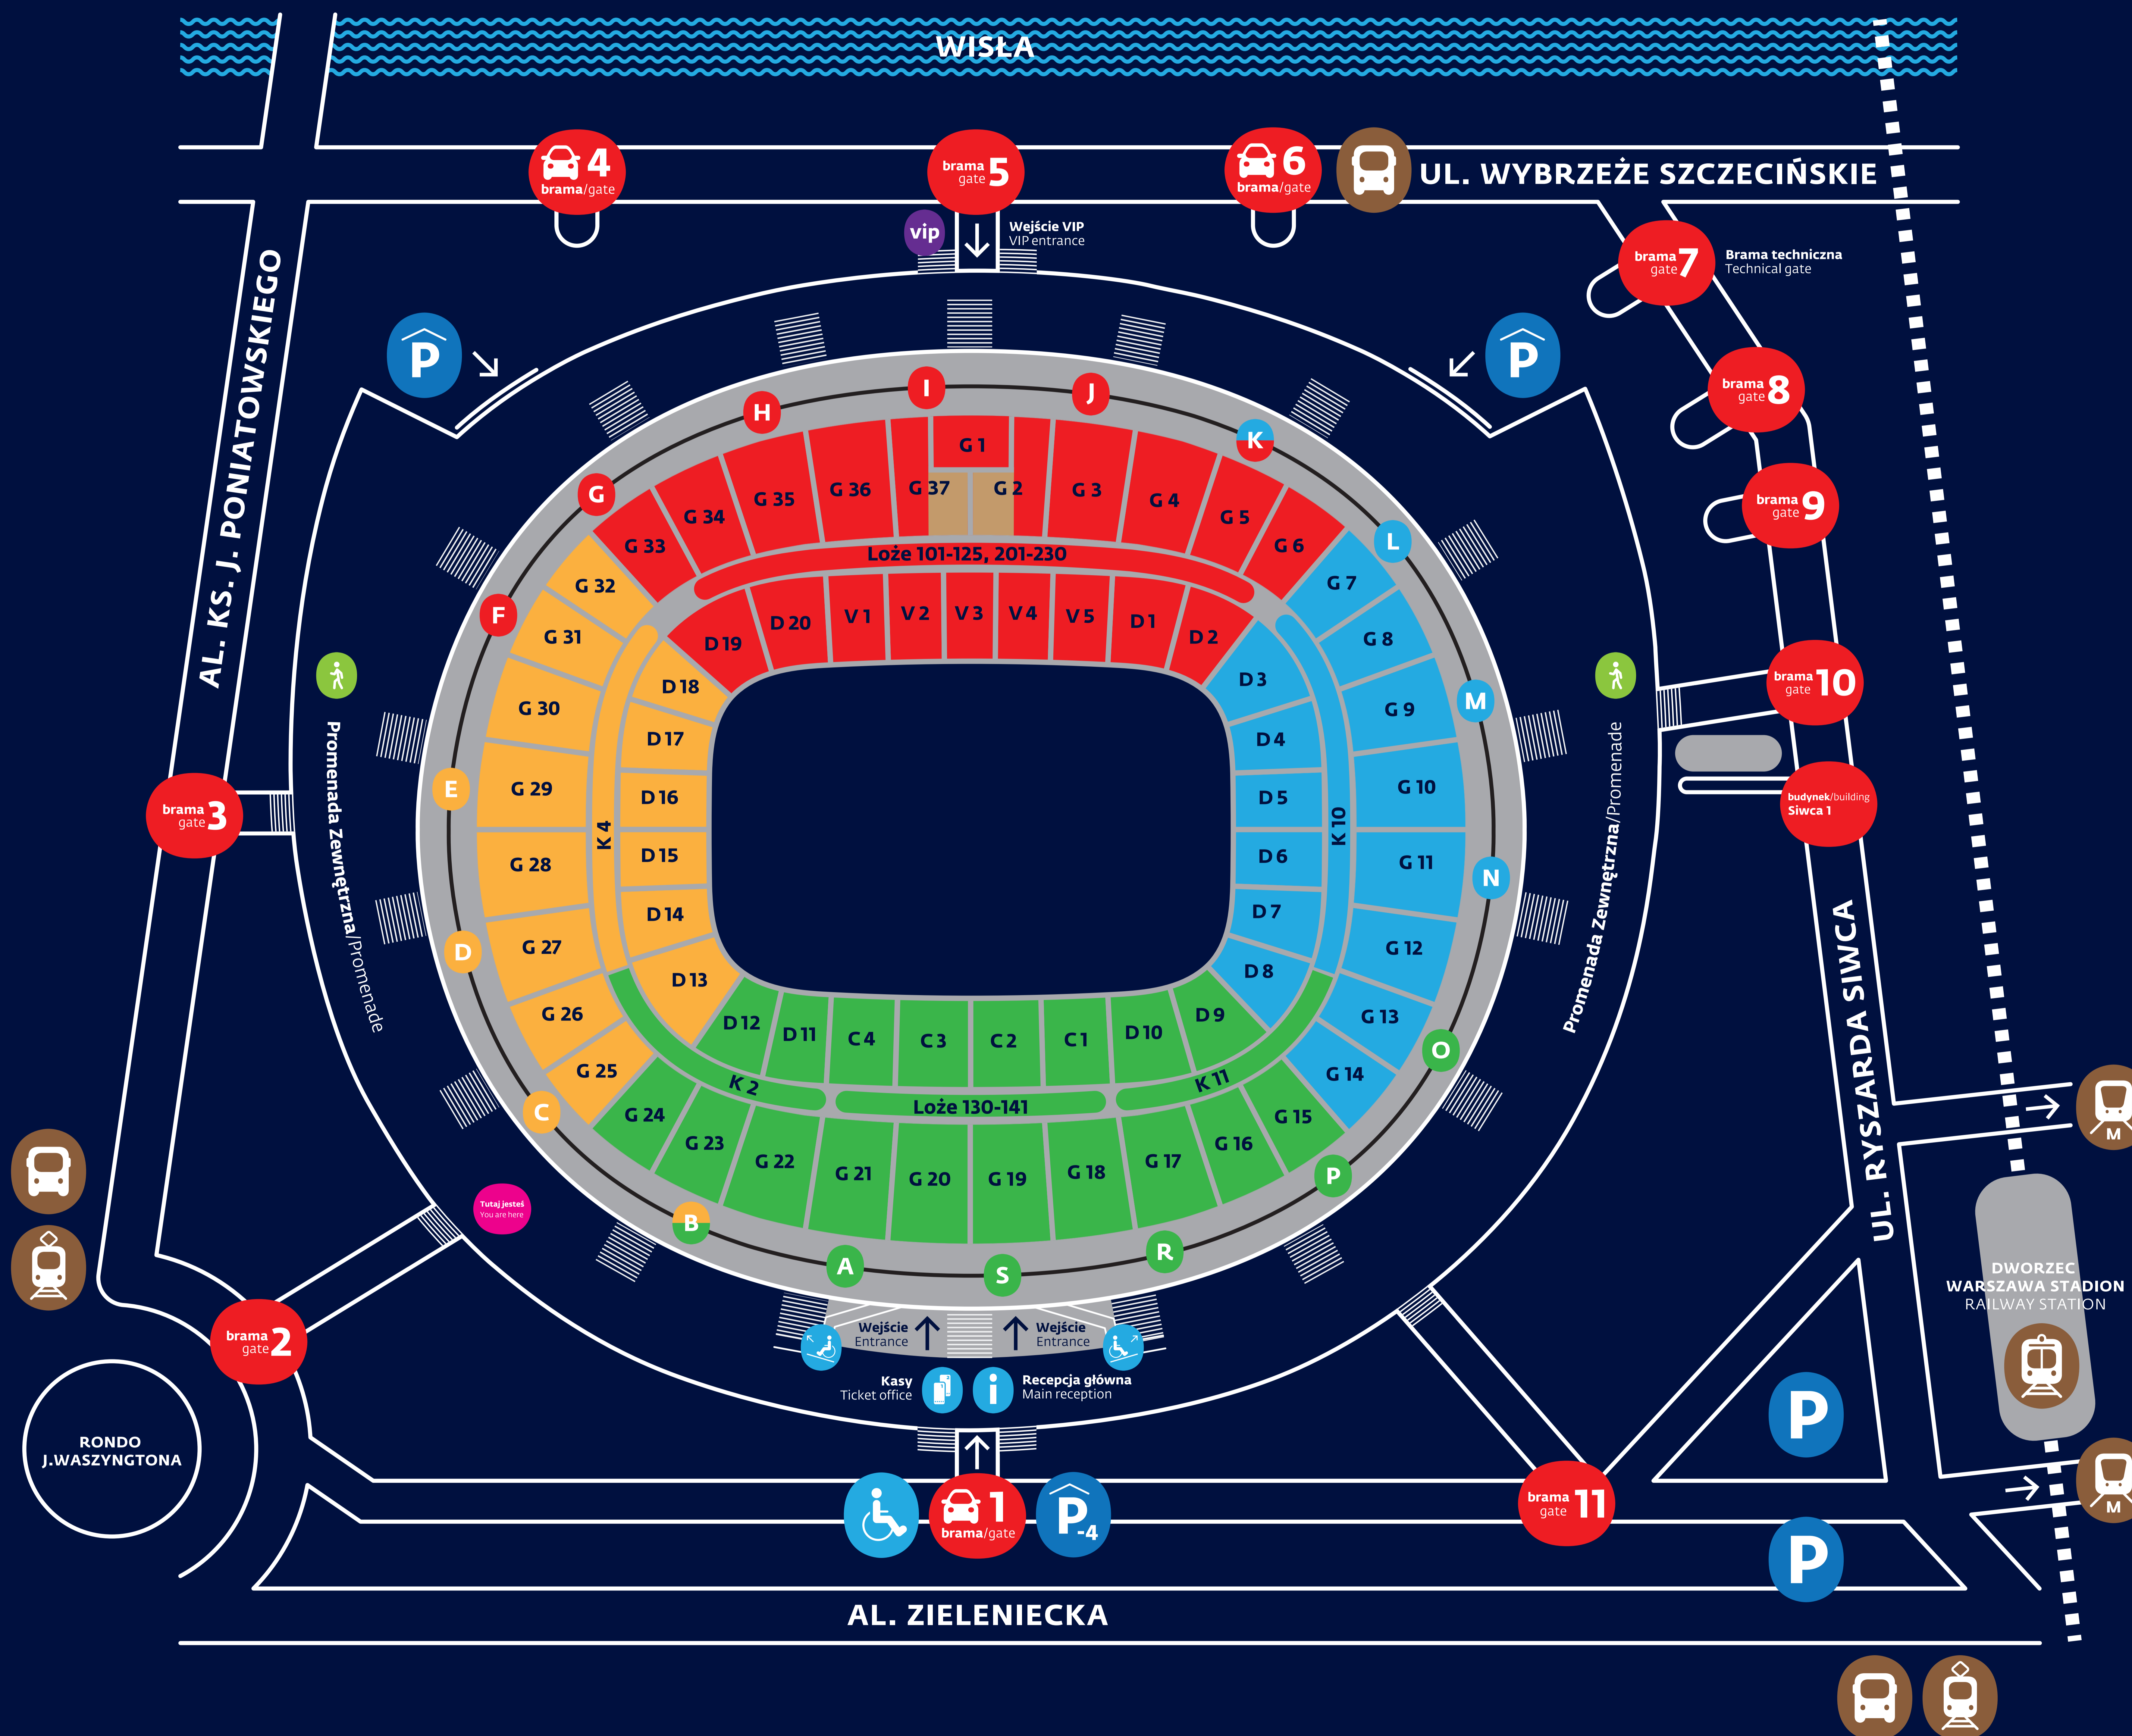 WISŁA
4
brama/gate
brama
gate 5
6
brama/gate
UL. WYBRZEŻE SZCZECIŃSKIE
vip
Wejście VIP
VIP entrance
brama
gate 7
Brama techniczna
Technical gate
AL. KS. J. PONIATOWSKIEGO
P
P
brama
gate 8
brama
gate 9
I
J
H
K
G
L
F
M
E
N
D
O
C
P
B
A
S
R
G 1
G 37
G 2
G 36
G 3
G 35
G 4
G 34
G 5
G 33
G 6
Loże 101-125, 201-230
G 32
G 7
G 31
G 8
D 19
D 20
V 1
V 2
V 3
V 4
V 5
D 1
D 2
G 30
D 18
D 3
G 9
D 17
D 4
G 29
D 16
D 5
G 10
K 4
K 10
G 28
D 15
D 6
G 11
D 14
D 7
G 27
D 13
D 8
G 12
G 26
D 12
D 11
C 4
C 3
C 2
C 1
D 10
D 9
G 13
G 25
K 2
Loże 130-141
K 11
G 14
G 24
G 23
G 22
G 21
G 20
G 19
G 18
G 17
G 16
G 15
Promenada Zewnętrzna/Promenade
Promenada zewnętrzna/Promenade
brama
gate 10
budynek/building
Siwca 1
brama
gate 3
UL. RYSZARDA SIWCA
M
Tutaj jesteś
You are here
brama
gate 2
Wejście
Entrance
Wejście
Entrance
Kasy
Ticket office
i
Recepcja główna
Main reception
DWORZEC
WARSZAWA STADION
RAILWAY STATION
P
RONDO
J.WASZYNGTONA
1
brama/gate
P-4
brama
gate 11
M
P
AL. ZIELENIECKA